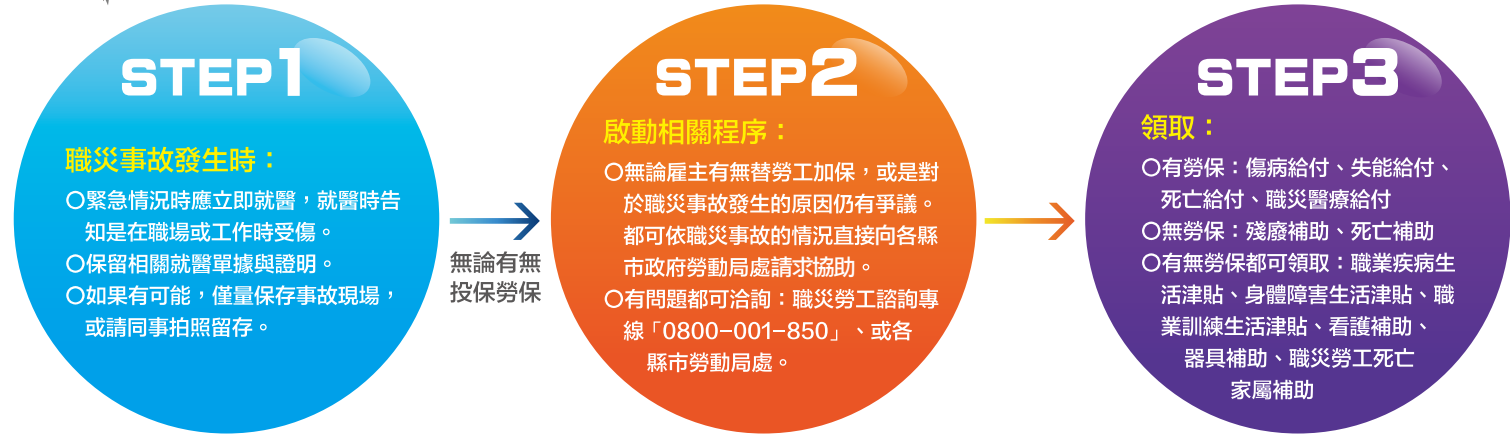 STEP1
職災事故發生時：
○緊急情況時應立即就醫，就醫時告
知是在職場或工作時受傷。
○保留相關就醫單據與證明。
○如果有可能，儘量保存事故現場，
或請同事拍照留存。
無論有無
投保勞保
STEP2
啟動相關程序：
○無論雇主有無替勞工加保，或是對
於職災事故發生的原因仍有爭議。
都可依職災事故的情況直接向各縣
市政府勞動局處請求協助。
○有問題都可洽詢：職災勞工諮詢專
線「0800-001-850」、或各
縣市勞動局處。
STEP3
領取：
○有勞保：傷病給付、失能給付、
死亡給付、職災醫療給付
○無勞保：殘廢補助、死亡補助
○有無勞保都可領取：職業疾病生
活津貼、身體障害生活津貼、職
業訓練生活津貼、看護補助、
器具補助、職災勞工死亡
家屬補助